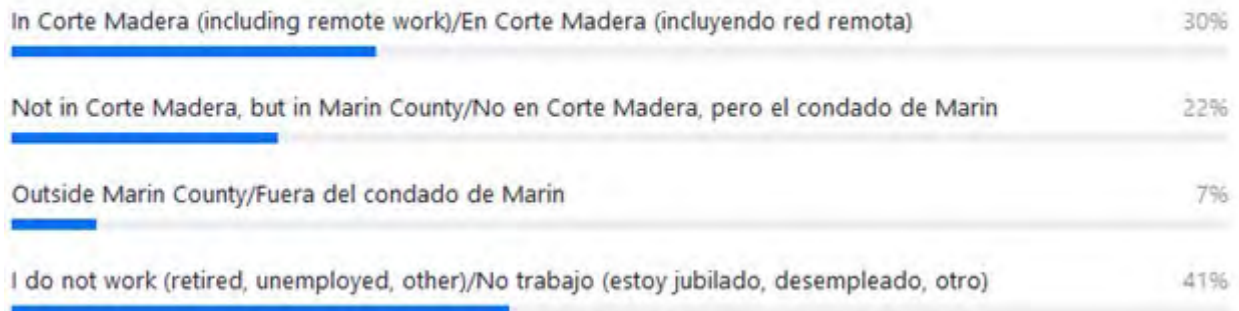 In Corte Madera (including remote work)/En Corte Madera (incluyendo red remota) 30%
Not in Corte Madera, but in Marin County/No en Corte Madera, pero el condado de Marin 22%
Outside Marin County/Fuera del condado de Marin 7%
I do not work (retired, unemployed, other)/No trabajo (estoy jubilado, desempleado, otro) 41%